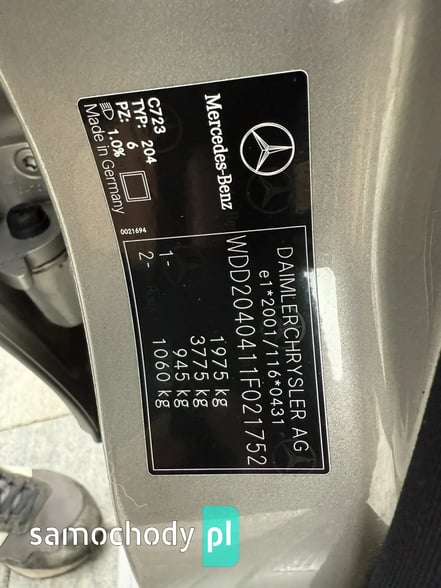 Mercedes-Benz
C723
TYP: 204
PZ: 6
1.0%
Made in Germany
0021694
DAIMLERCHRYSLER AG
e1*2001/116*0431
WDD2040411F021752
1975 kg
3775 kg
1- 945 kg
2- 1060 kg
samochody pl